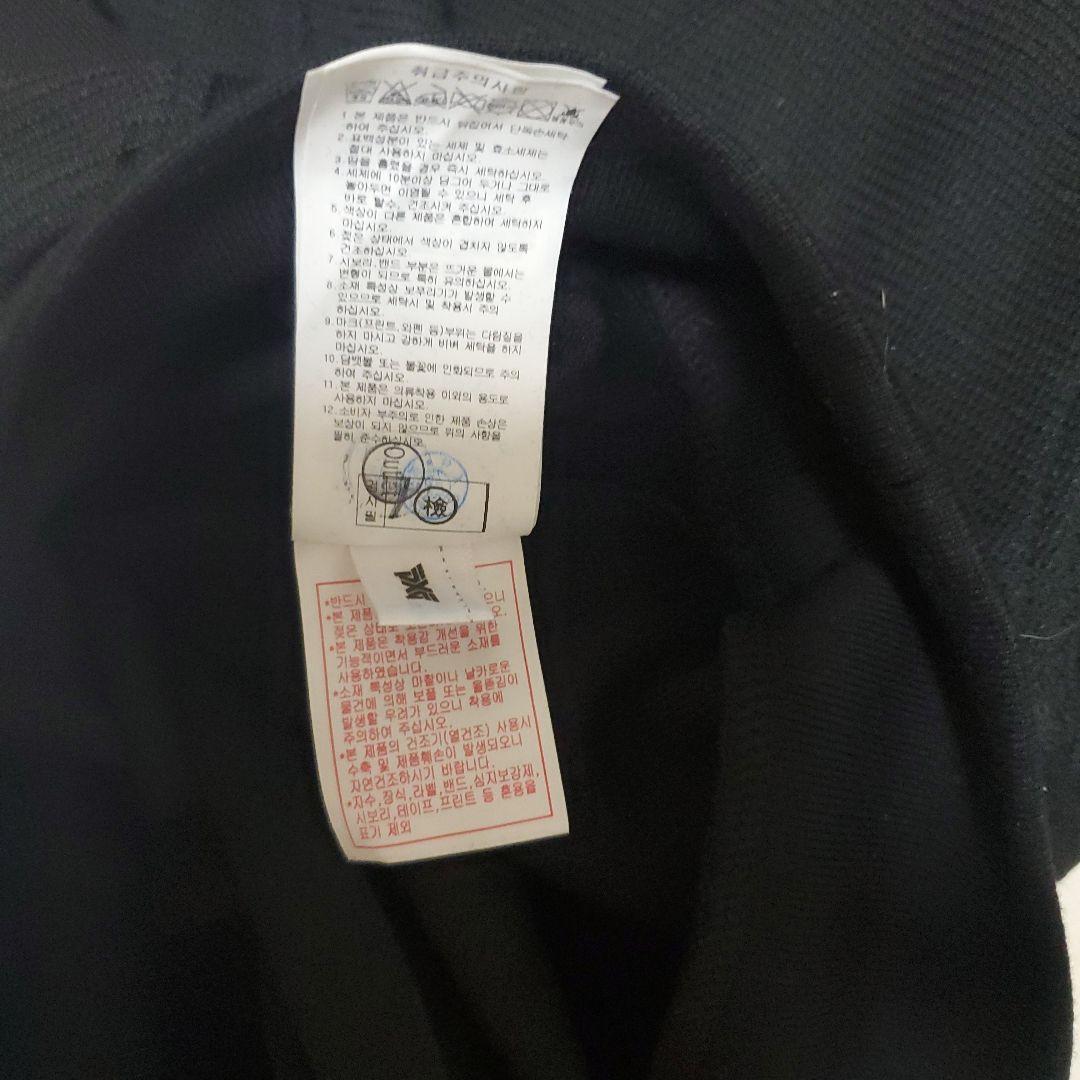 취급주의사항
1.본 제품은 반드시 뒤집어서 단독손세탁
하여 주십시오.
2.표백성분이 있는 세제 및 효소세제는
절대 사용하지 마십시오.
3.땀을 흘렸을 경우 즉시 세탁하십시오.
4.세제에 10분이상 담그어 두거나 그대로
놓아두면 이염될 수 있으니 세탁 후
바로 탈수, 건조시켜 주십시오.
5.색상이 다른 제품은 혼합하여 세탁하지
마십시오.
6.젖은 상태에서 색상이 겹치지 않도록
건조하십시오.
7.시보리,밴드 부분은 뜨거운 물에서는
변형이 되므로 특히 유의하십시오.
8.소재 특성상 보푸라기가 발생할 수
있으므로 세탁시 및 착용시 주의
하십시오.
9.마크(프린트,와펜 등)부위는 다림질을
하지 마시고 강하게 비벼 세탁을 하지
마십시오.
10.담뱃불 또는 불꽃에 인화되므로 주의
하여 주십시오.
11.본 제품은 의류착용 이외의 용도로
사용하지 마십시오.
12.소비자 부주의로 인한 제품 손상은
보상이 되지 않으므로 위의 사항을
필히 준수하십시오.
檢
PXG
*반드시 으니
*본 제품 오.
젖은 상태로
*본 제품은 착용감 개선을 위한
기능적이면서 부드러운 소재를
사용하였습니다.
*소재 특성상 마찰이나 날카로운
물건에 의해 보풀 또는 올뜯김이
발생할 우려가 있으니 착용에
주의하여 주십시오.
*본 제품의 건조기(열건조) 사용시
수축 및 제품훼손이 발생되오니
자연건조하시기 바랍니다.
*자수,장식,라벨,밴드,심지보강제,
시보리,테이프,프린트 등 혼용율
표기 제외